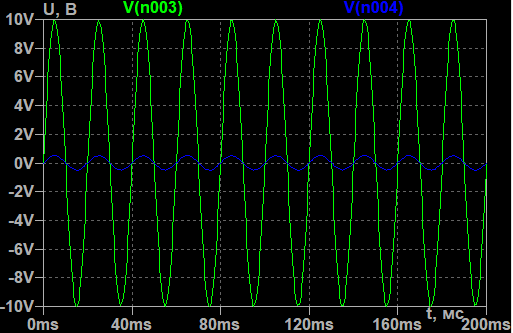 U, В V(n003) V(n004)
10V
8V
6V
4V
2V
0V
-2V
-4V
-6V
-8V
-10V
t, мс
0ms 40ms 80ms 120ms 160ms 200ms